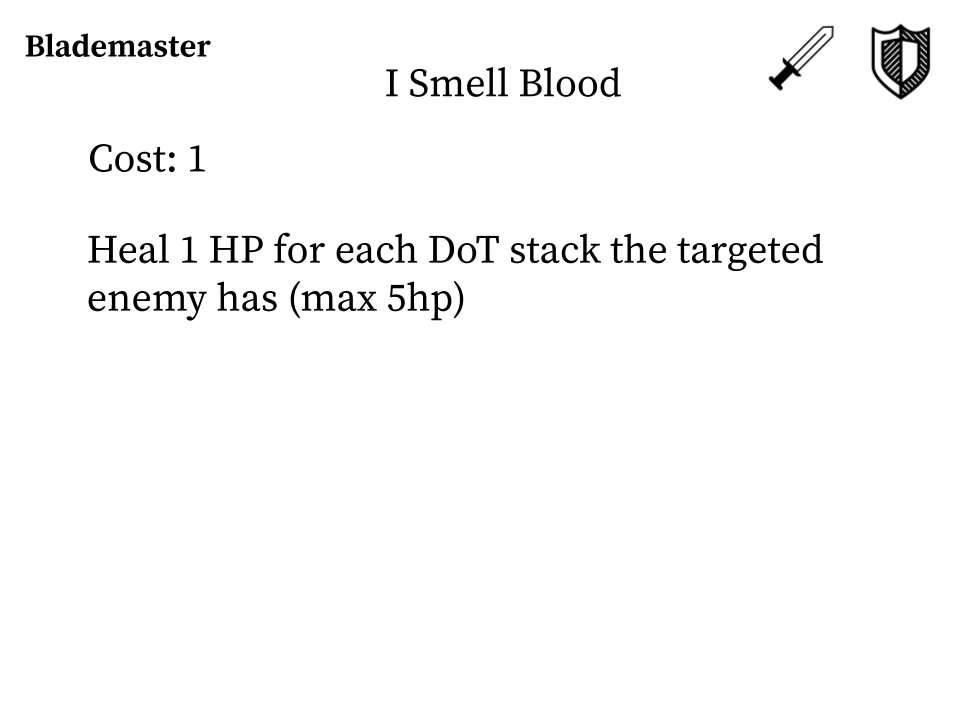 Blademaster
I Smell Blood
Cost: 1
Heal 1 HP for each DoT stack the targeted
enemy has (max 5hp)